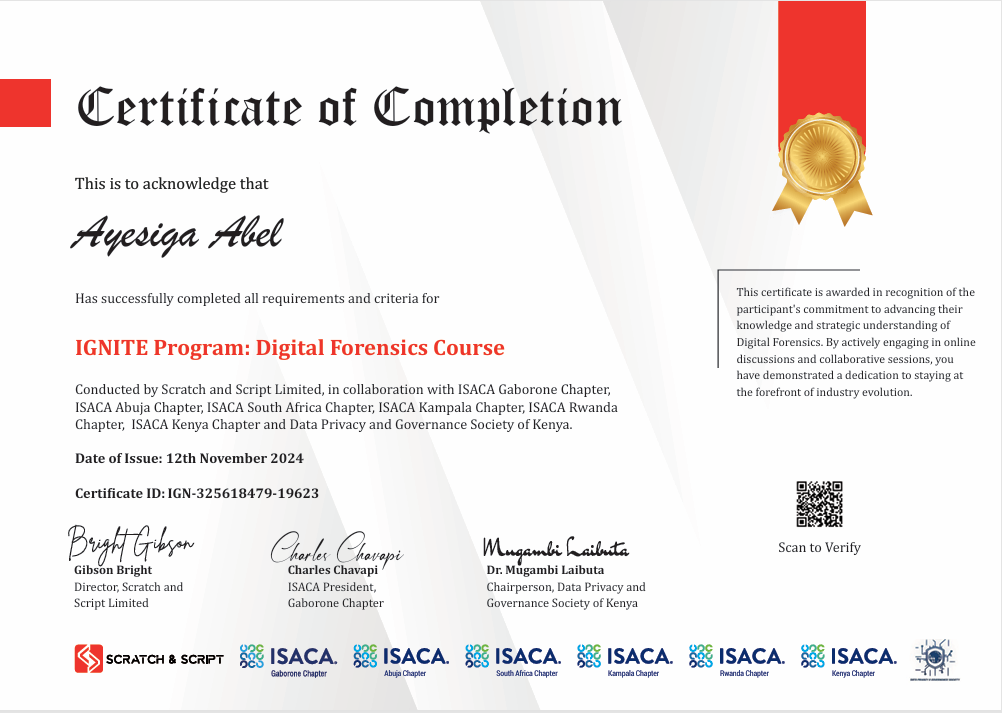 Certificate of Completion
This is to acknowledge that
Ayesiga Abel
Has successfully completed all requirements and criteria for
IGNITE Program: Digital Forensics Course
Conducted by Scratch and Script Limited, in collaboration with ISACA Gaborone Chapter,
ISACA Abuja Chapter, ISACA South Africa Chapter, ISACA Kampala Chapter, ISACA Rwanda
Chapter,  ISACA Kenya Chapter and Data Privacy and Governance Society of Kenya.
Date of Issue: 12th November 2024
Certificate ID: IGN-325618479-19623
This certificate is awarded in recognition of the
participant's commitment to advancing their
knowledge and strategic understanding of
Digital Forensics. By actively engaging in online
discussions and collaborative sessions, you
have demonstrated a dedication to staying at
the forefront of industry evolution.
Scan to Verify
Bright Gibson
Gibson Bright
Director, Scratch and
Script Limited
Charles Chavapi
Charles Chavapi
ISACA President,
Gaborone Chapter
Mugambi Laibuta
Dr. Mugambi Laibuta
Chairperson, Data Privacy and
Governance Society of Kenya
SCRATCH & SCRIPT
ISACA.
Gaborone Chapter
ISACA.
Abuja Chapter
ISACA.
South Africa Chapter
ISACA.
Kampala Chapter
ISACA.
Rwanda Chapter
ISACA.
Kenya Chapter